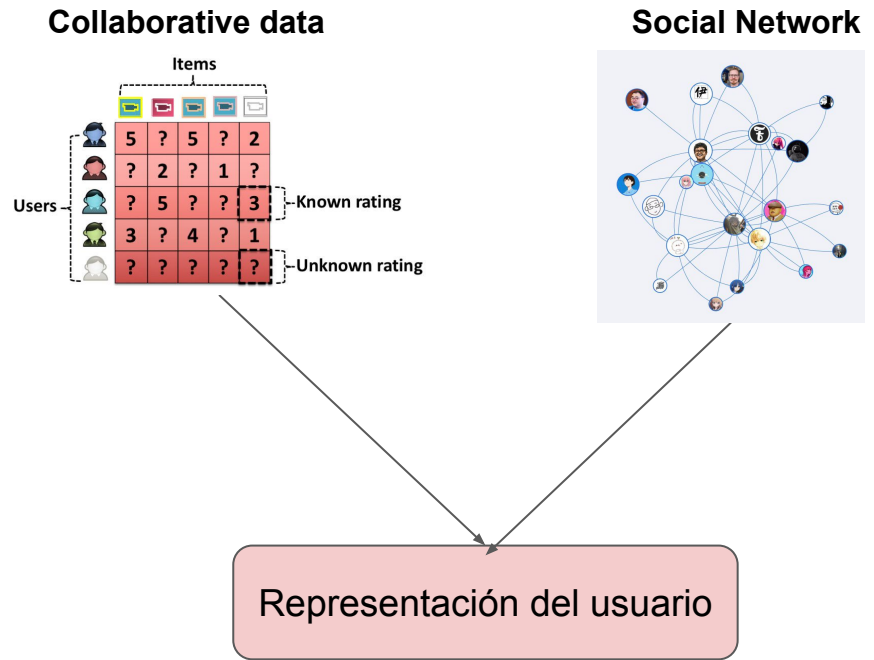 Collaborative data
Social Network
Items
5 ? 5 ? 2
? 2 ? 1 ?
Users
? 5 ? ? 3
Known rating
3 ? 4 ? 1
? ? ? ? ?
Unknown rating
伊
Representación del usuario